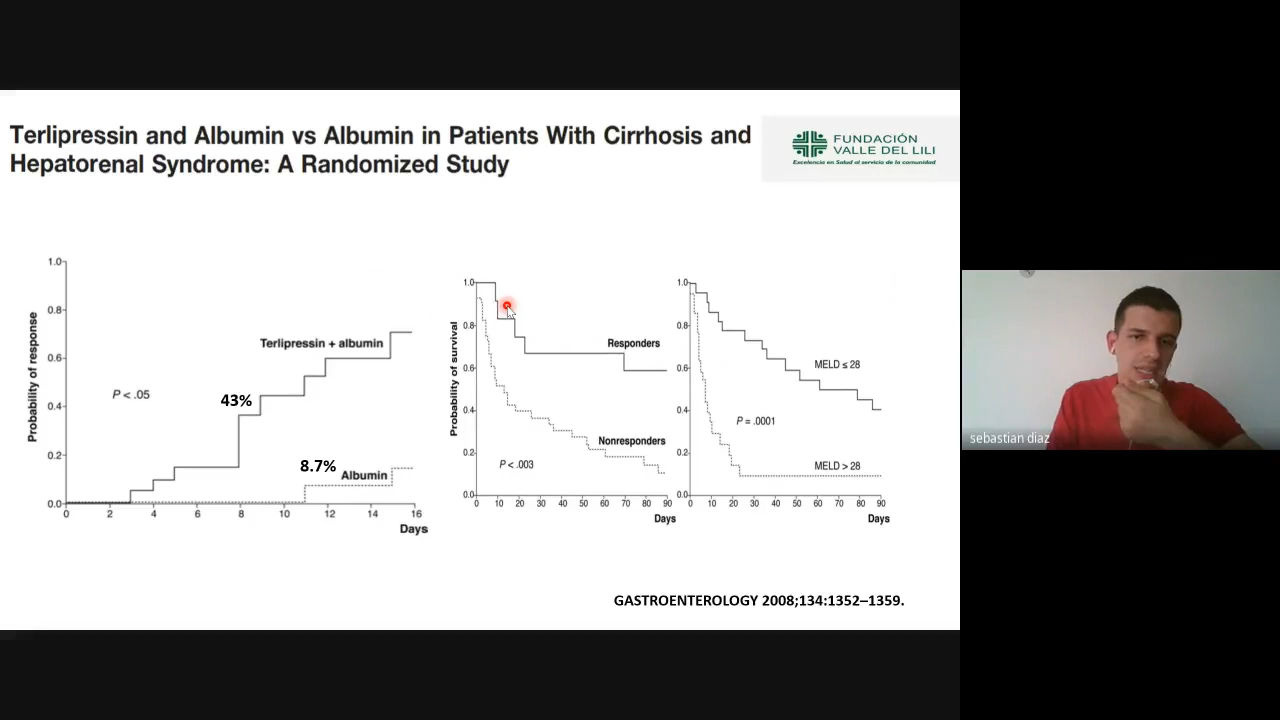 Terlipressin and Albumin vs Albumin in Patients With Cirrhosis and
Hepatorenal Syndrome: A Randomized Study
FUNDACIÓN
VALLE DEL LILI
Excelencia en Salud al servicio de la comunidad
Probability of response
1.0
0.8
0.6
0.4
0.2
0.0
Terlipressin + albumin
P < .05
43%
8.7%
Albumin
0 2 4 6 8 10 12 14 16
Days
Probability of survival
1.0
0.8
0.6
0.4
0.2
0.0
Responders
Nonresponders
P < .003
0 10 20 30 40 50 60 70 80 90
Days
1.0
0.8
0.6
0.4
0.2
0.0
MELD ≤ 28
P = .0001
MELD > 28
0 10 20 30 40 50 60 70 80 90
Days
GASTROENTEROLOGY 2008;134:1352–1359.
sebastian diaz